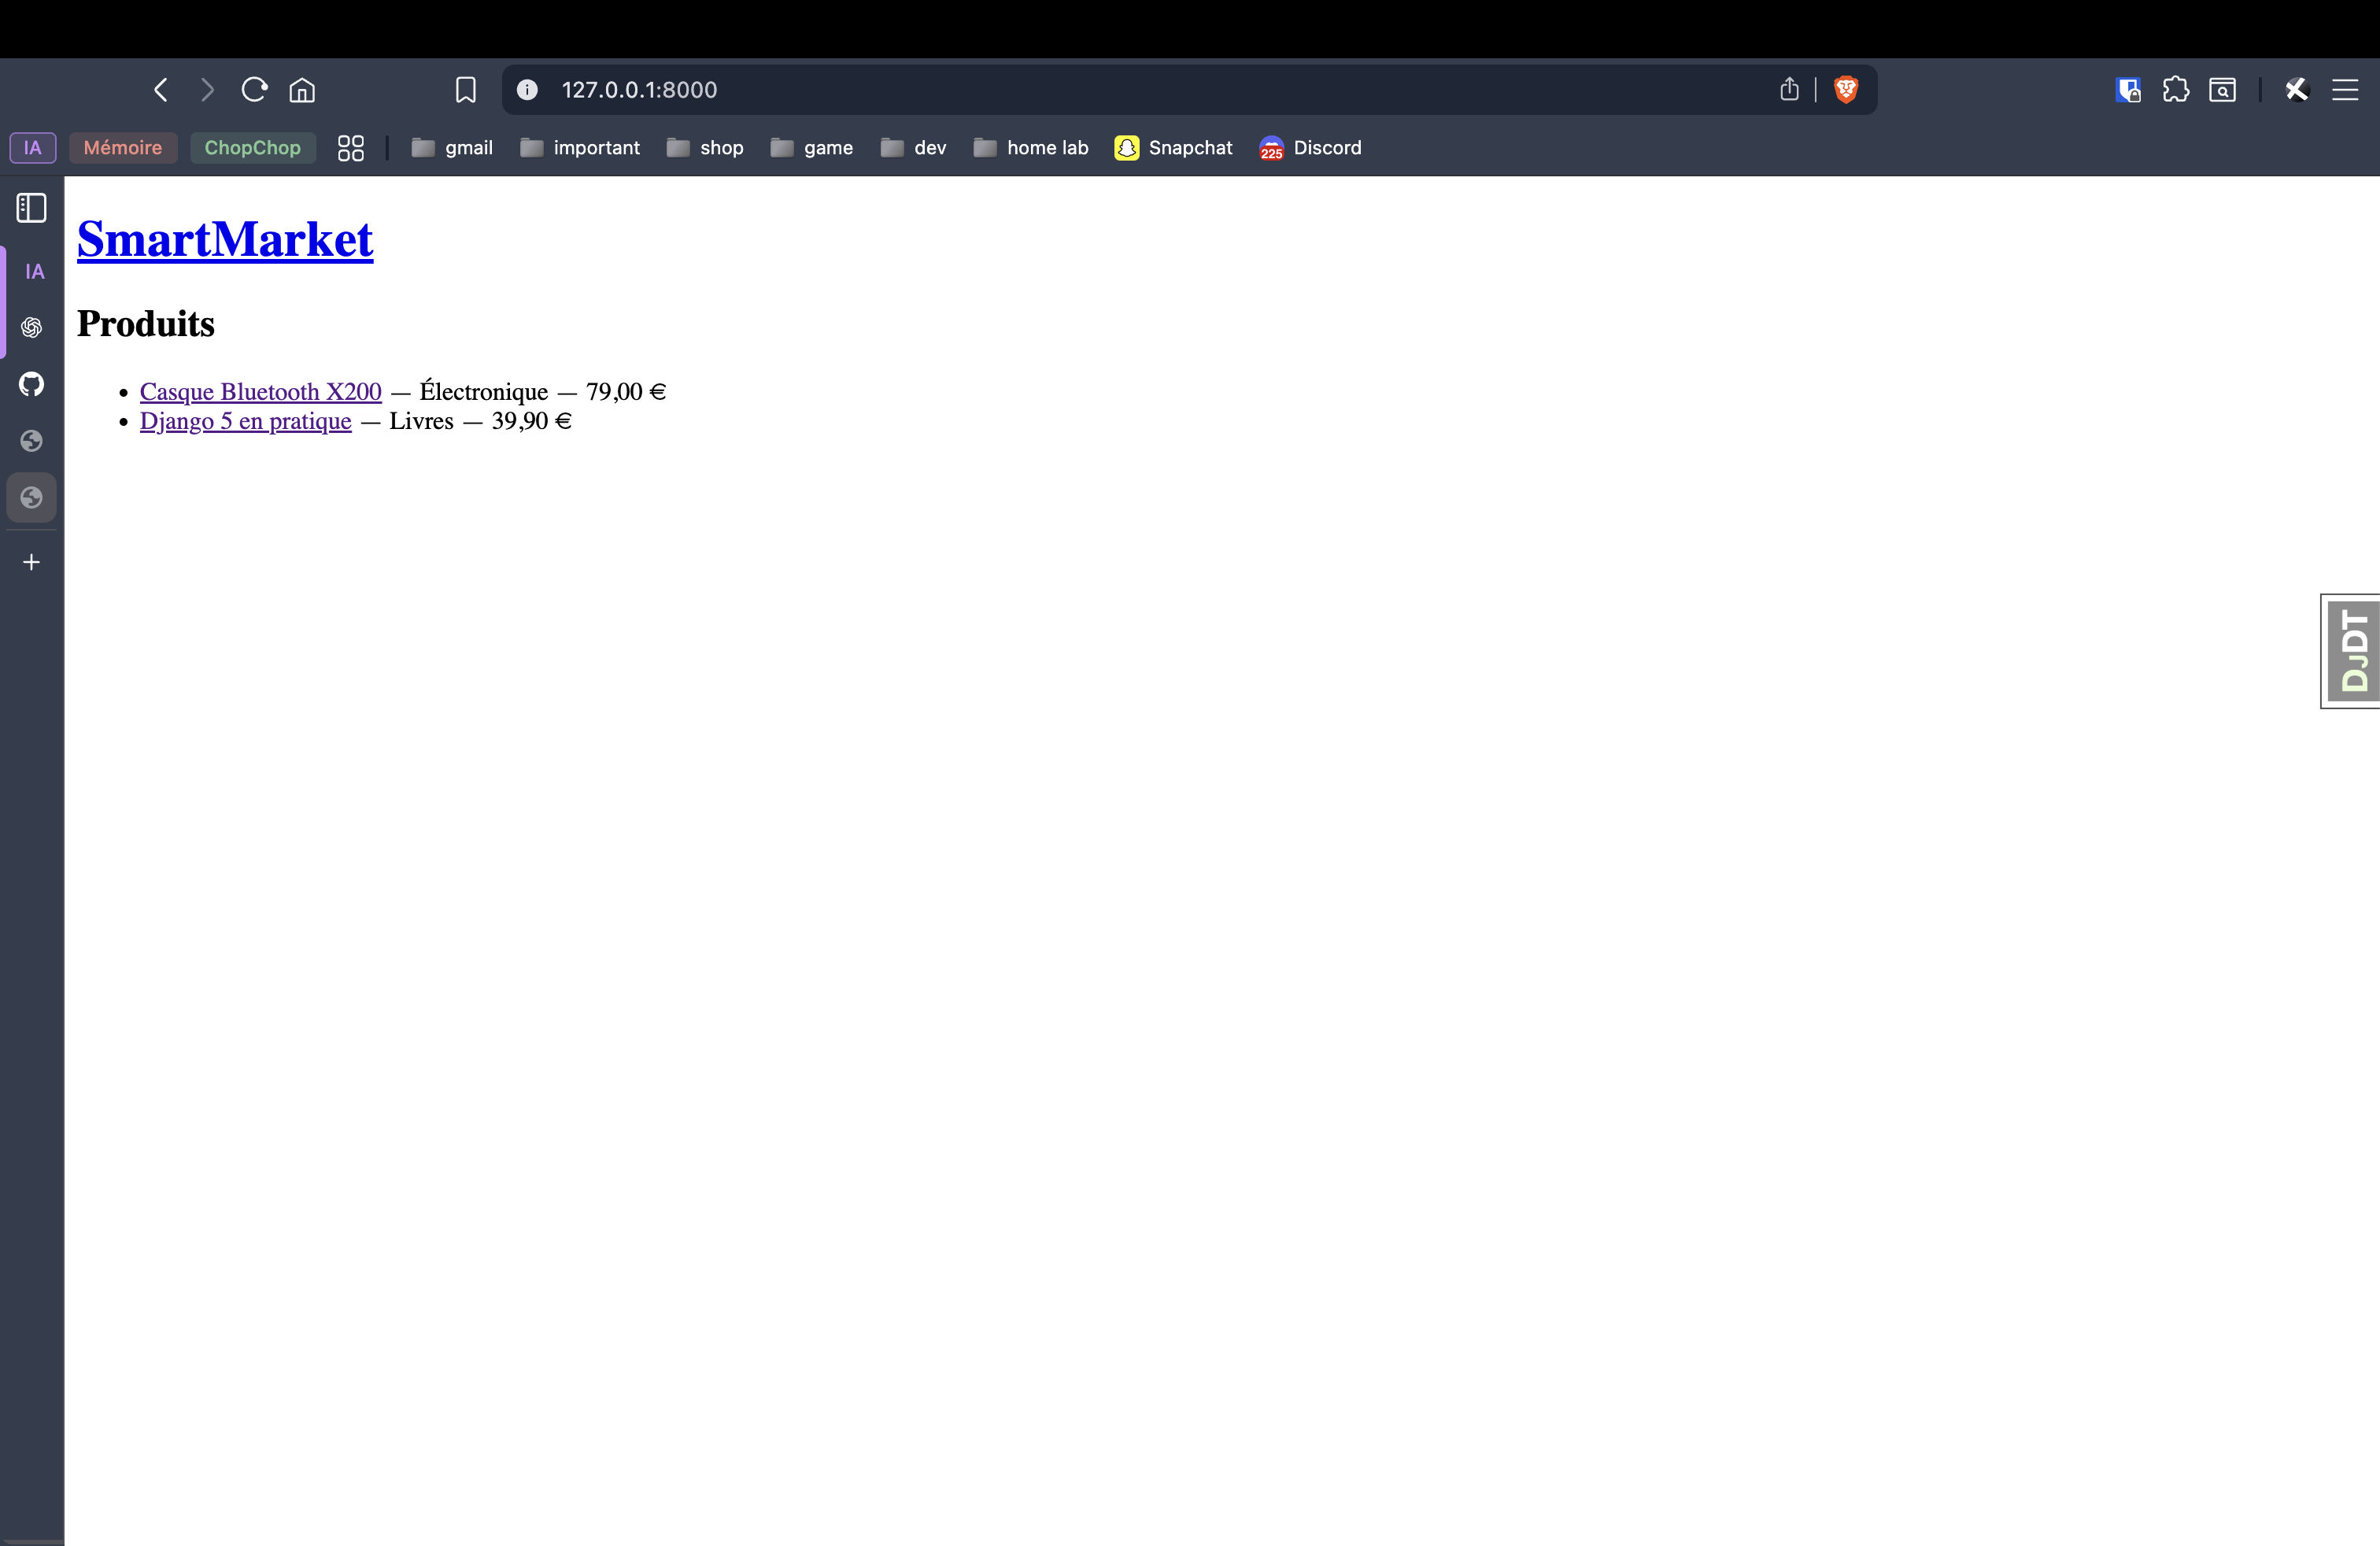 127.0.0.1:8000
IA Mémoire ChopChop gmail important shop game dev home lab Snapchat 225 Discord
IA
SmartMarket
Produits
Casque Bluetooth X200 — Électronique — 79,00 €
Django 5 en pratique — Livres — 39,90 €
DJDT